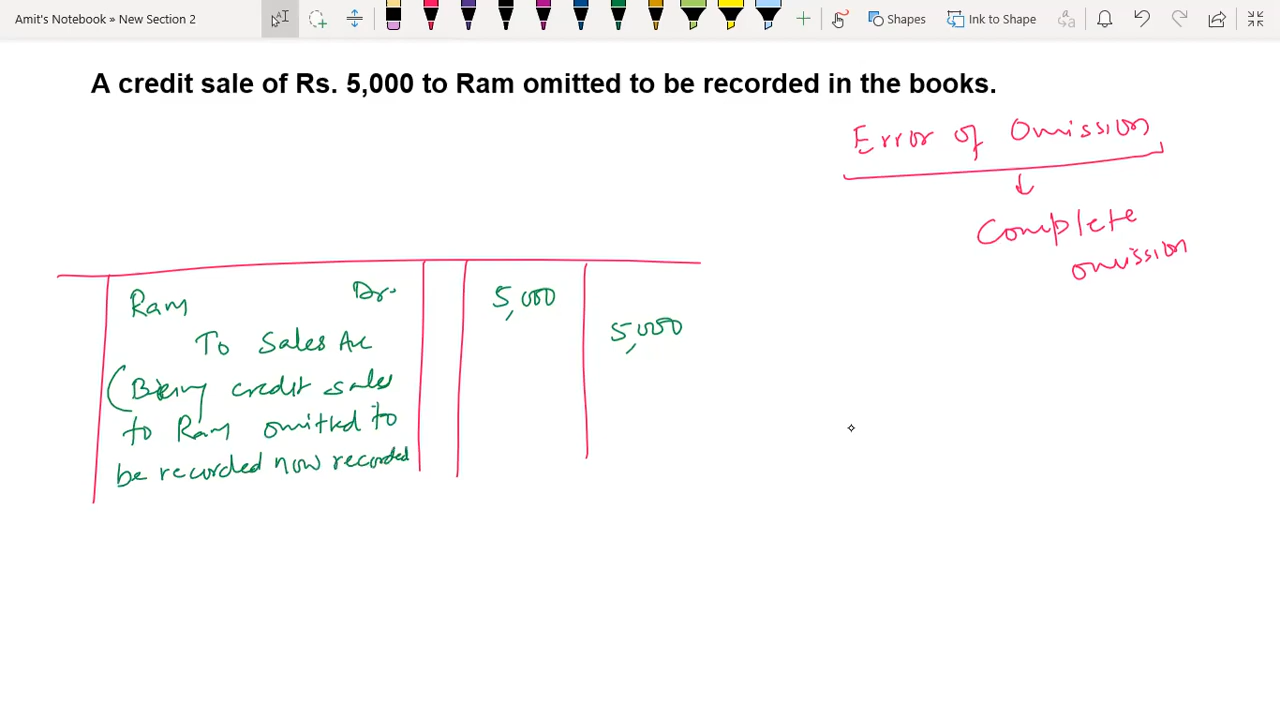 Amit's Notebook » New Section 2
Shapes
Ink to Shape
A credit sale of Rs. 5,000 to Ram omitted to be recorded in the books.
Error of Omission
Complete
omission
Ram Dr. 5,000
To Sales A/c 5,000
(Being credit sales
to Ram omitted to
be recorded now recorded